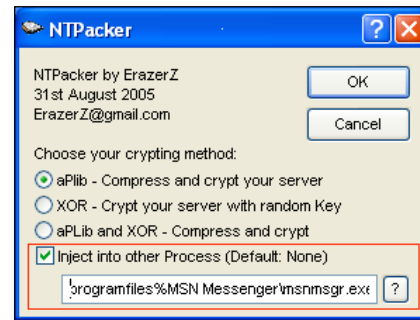 NTPacker
NTPacker by ErazerZ
31st August 2005
ErazerZ@gmail.com
OK
Cancel
Choose your crypting method:
aPlib - Compress and crypt your server
XOR - Crypt your server with random Key
aPLib and XOR - Compress and crypt
Inject into other Process (Default: None)
programfiles%MSN Messenger\msnmsgr.exe
?